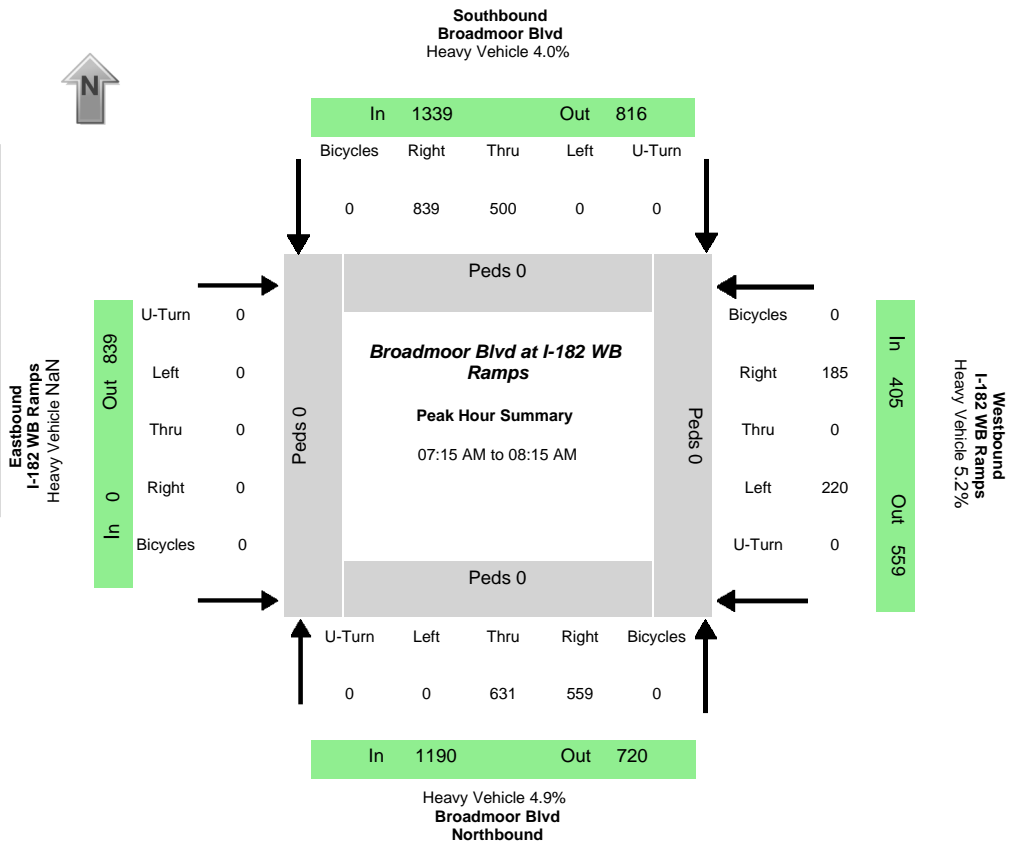 Southbound
Broadmoor Blvd
Heavy Vehicle 4.0%
N
In 1339 Out 816
Bicycles Right Thru Left U-Turn
0 839 500 0 0
Peds 0
Eastbound
I-182 WB Ramps
Heavy Vehicle NaN
In 0 Out 839
U-Turn 0
Left 0
Thru 0
Right 0
Bicycles 0
Peds 0
Broadmoor Blvd at I-182 WB
Ramps
Peak Hour Summary
07:15 AM to 08:15 AM
Peds 0
Bicycles 0
Right 185
Thru 0
Left 220
U-Turn 0
In 405 Out 559
Westbound
I-182 WB Ramps
Heavy Vehicle 5.2%
Peds 0
U-Turn Left Thru Right Bicycles
0 0 631 559 0
In 1190 Out 720
Heavy Vehicle 4.9%
Broadmoor Blvd
Northbound